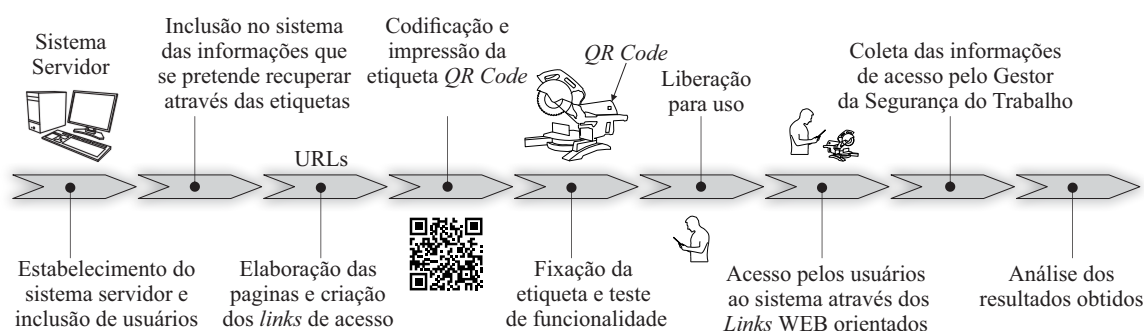 Sistema
Servidor
Inclusão no sistema
das informações que
se pretende recuperar
através das etiquetas
Codificação e
impressão da
etiqueta QR Code
QR Code
Liberação
para uso
Coleta das informações
de acesso pelo Gestor
da Segurança do Trabalho
URLs
Estabelecimento do
sistema servidor e
inclusão de usuários
Elaboração das
paginas e criação
dos links de acesso
Fixação da
etiqueta e teste
de funcionalidade
Acesso pelos usuários
ao sistema através dos
Links WEB orientados
Análise dos
resultados obtidos